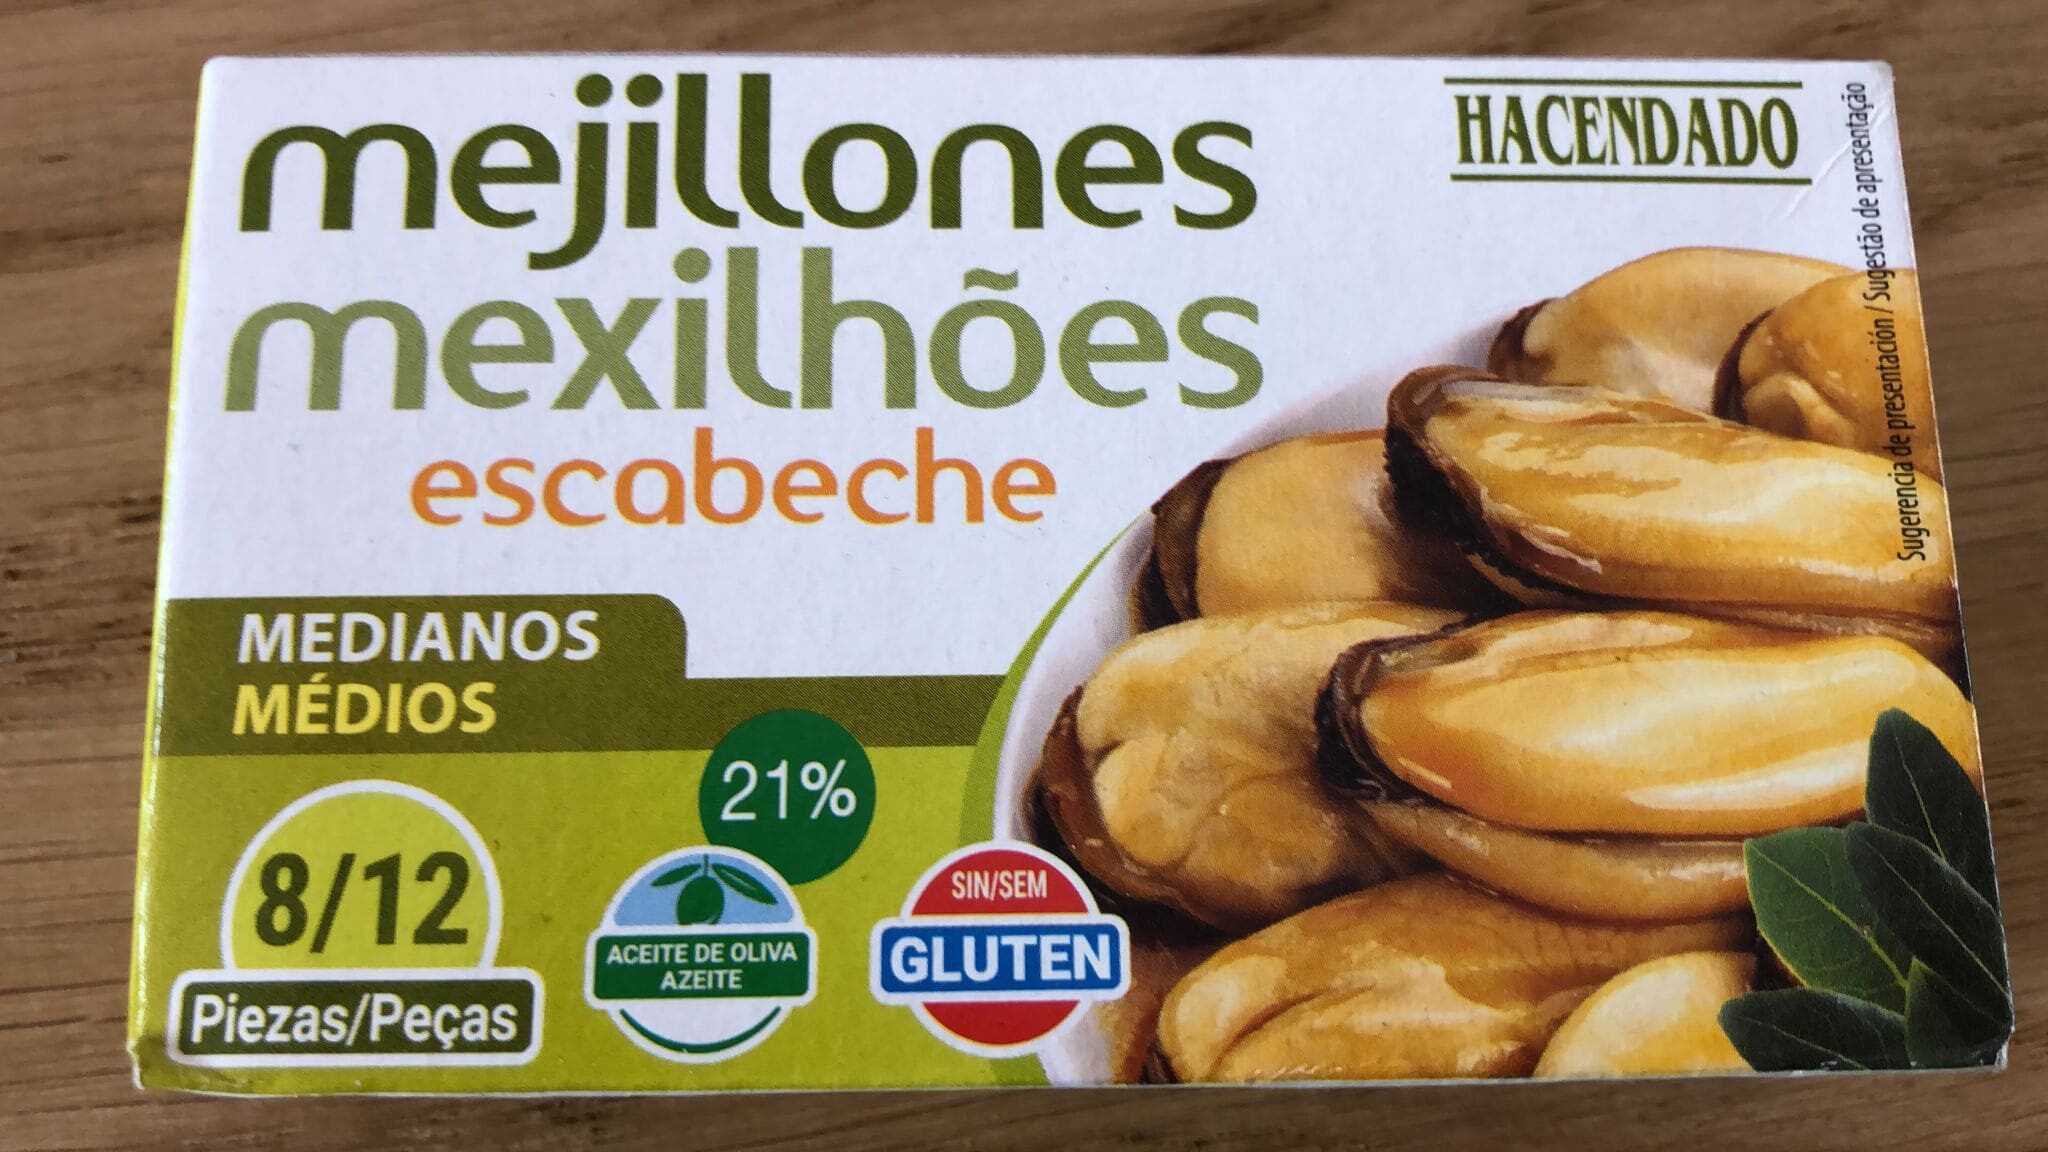 mejillones
mexilhões
escabeche
HACENDADO
Sugerencia de presentación / Sugestão de apresentação
MEDIANOS
MÉDIOS
8/12
Piezas/Peças
21%
ACEITE DE OLIVA
AZEITE
SIN/SEM
GLUTEN